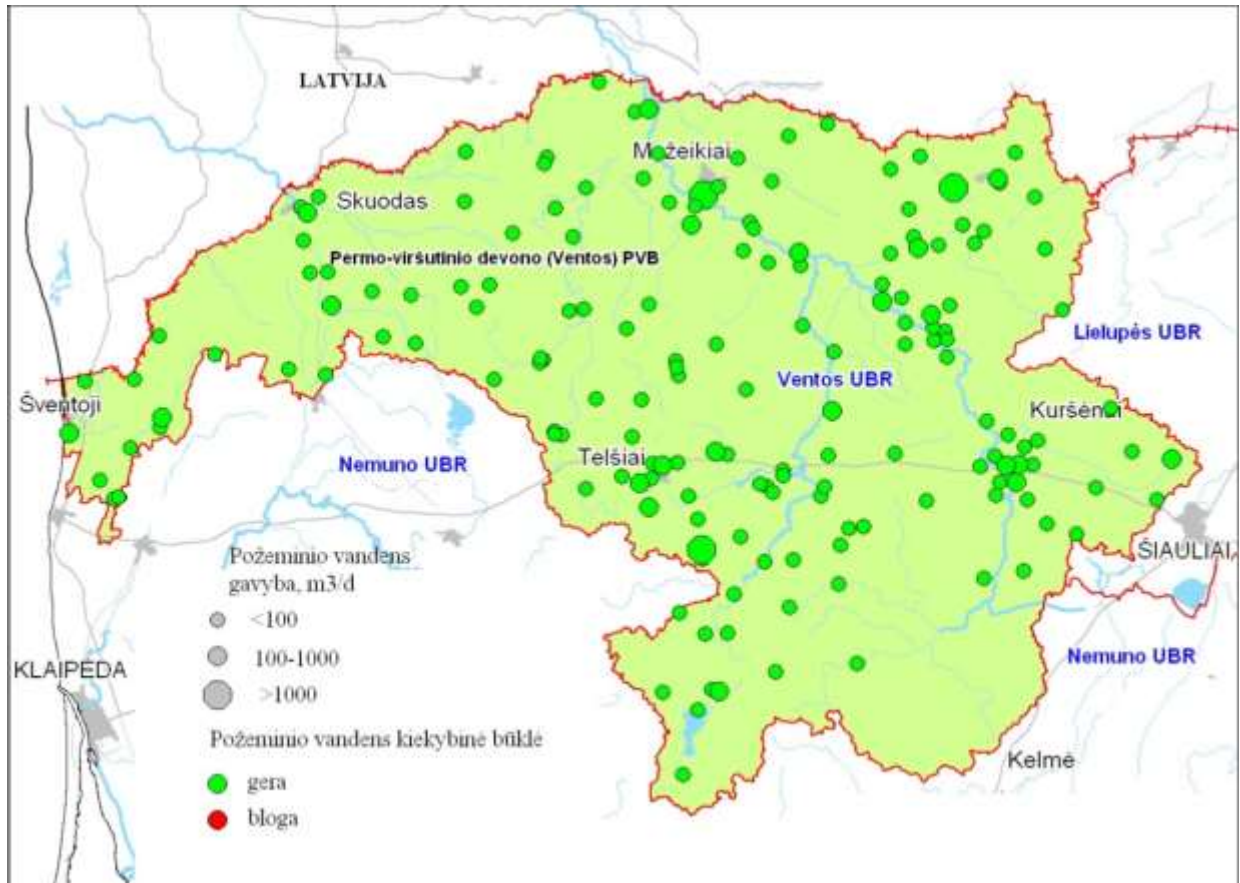 LATVIJA
Mažeikiai
Skuodas
Permo-viršutinio devono (Ventos) PVB
Lielupės UBR
Ventos UBR
Šventoji
Kuršėnai
Nemuno UBR
Telšiai
ŠIAULIAI
Požeminio vandens
gavyba, m3/d
<100
100-1000
>1000
KLAIPĖDA
Nemuno UBR
Požeminio vandens kiekybinė būklė
Kelmė
gera
bloga